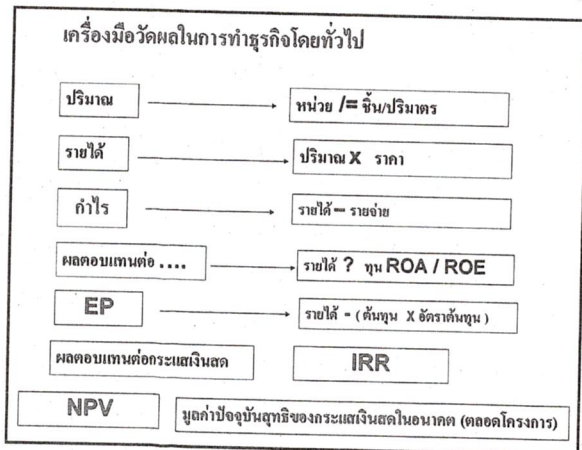 เครื่องมือวัดผลในการทำธุรกิจโดยทั่วไป
ปริมาณ หน่วย /= ชิ้น/ปริมาตร
รายได้ ปริมาณ X ราคา
กำไร รายได้ - รายจ่าย
ผลตอบแทนต่อ .... รายได้ ? ทุน ROA / ROE
EP รายได้ - ( ต้นทุน X อัตราต้นทุน )
ผลตอบแทนต่อกระแสเงินสด IRR
NPV มูลค่าปัจจุบันสุทธิของกระแสเงินสดในอนาคต (ตลอดโครงการ)